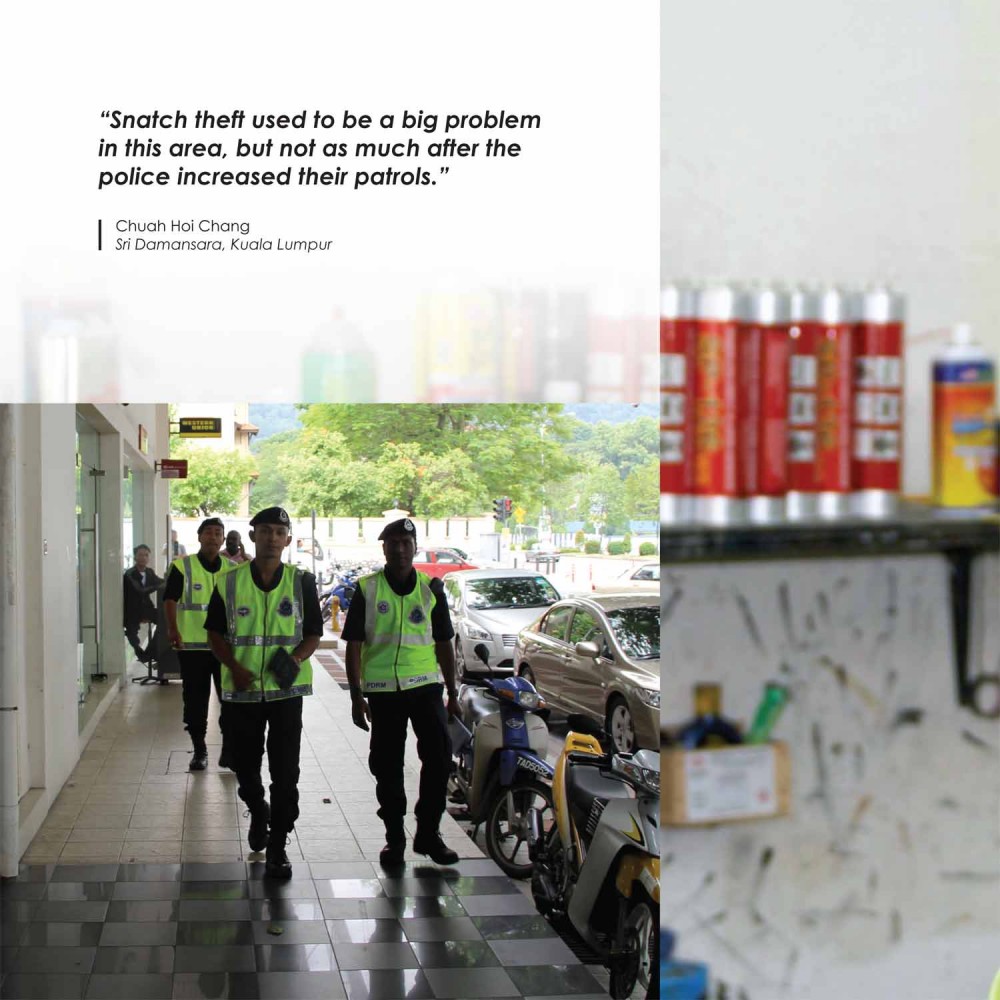 “Snatch theft used to be a big problem
in this area, but not as much after the
police increased their patrols.”
Chuah Hoi Chang
Sri Damansara, Kuala Lumpur
WESTERN
UNION
PDRM